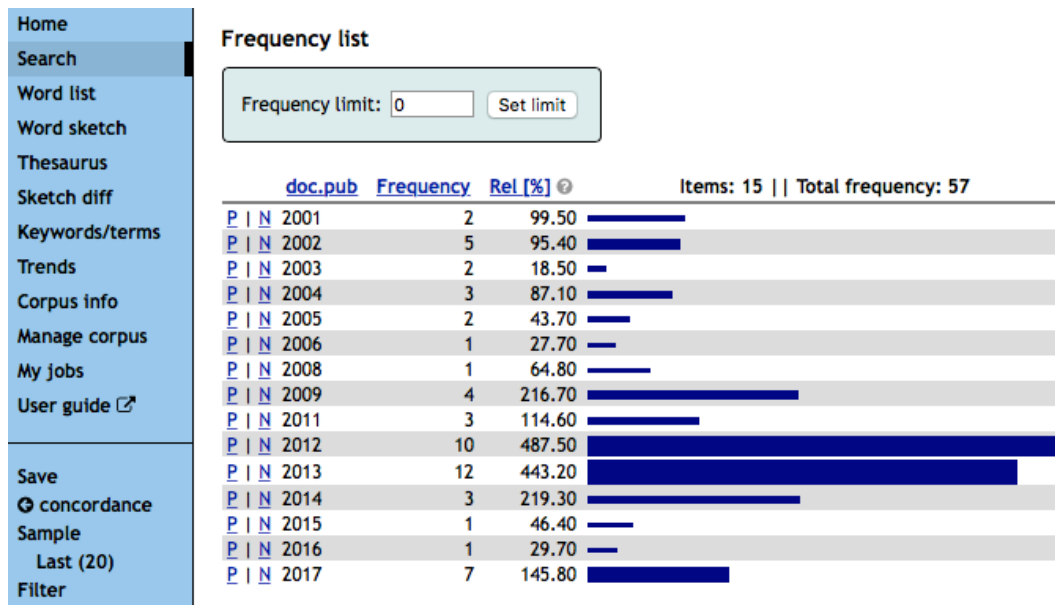 Home
Search
Word list
Word sketch
Thesaurus
Sketch diff
Keywords/terms
Trends
Corpus info
Manage corpus
My jobs
User guide
Save
concordance
Sample
Last (20)
Filter
Frequency list
Frequency limit: 0 Set limit
doc.pub Frequency Rel [%] ? Items: 15 || Total frequency: 57
P | N 2001 2 99.50
P | N 2002 5 95.40
P | N 2003 2 18.50
P | N 2004 3 87.10
P | N 2005 2 43.70
P | N 2006 1 27.70
P | N 2008 1 64.80
P | N 2009 4 216.70
P | N 2011 3 114.60
P | N 2012 10 487.50
P | N 2013 12 443.20
P | N 2014 3 219.30
P | N 2015 1 46.40
P | N 2016 1 29.70
P | N 2017 7 145.80